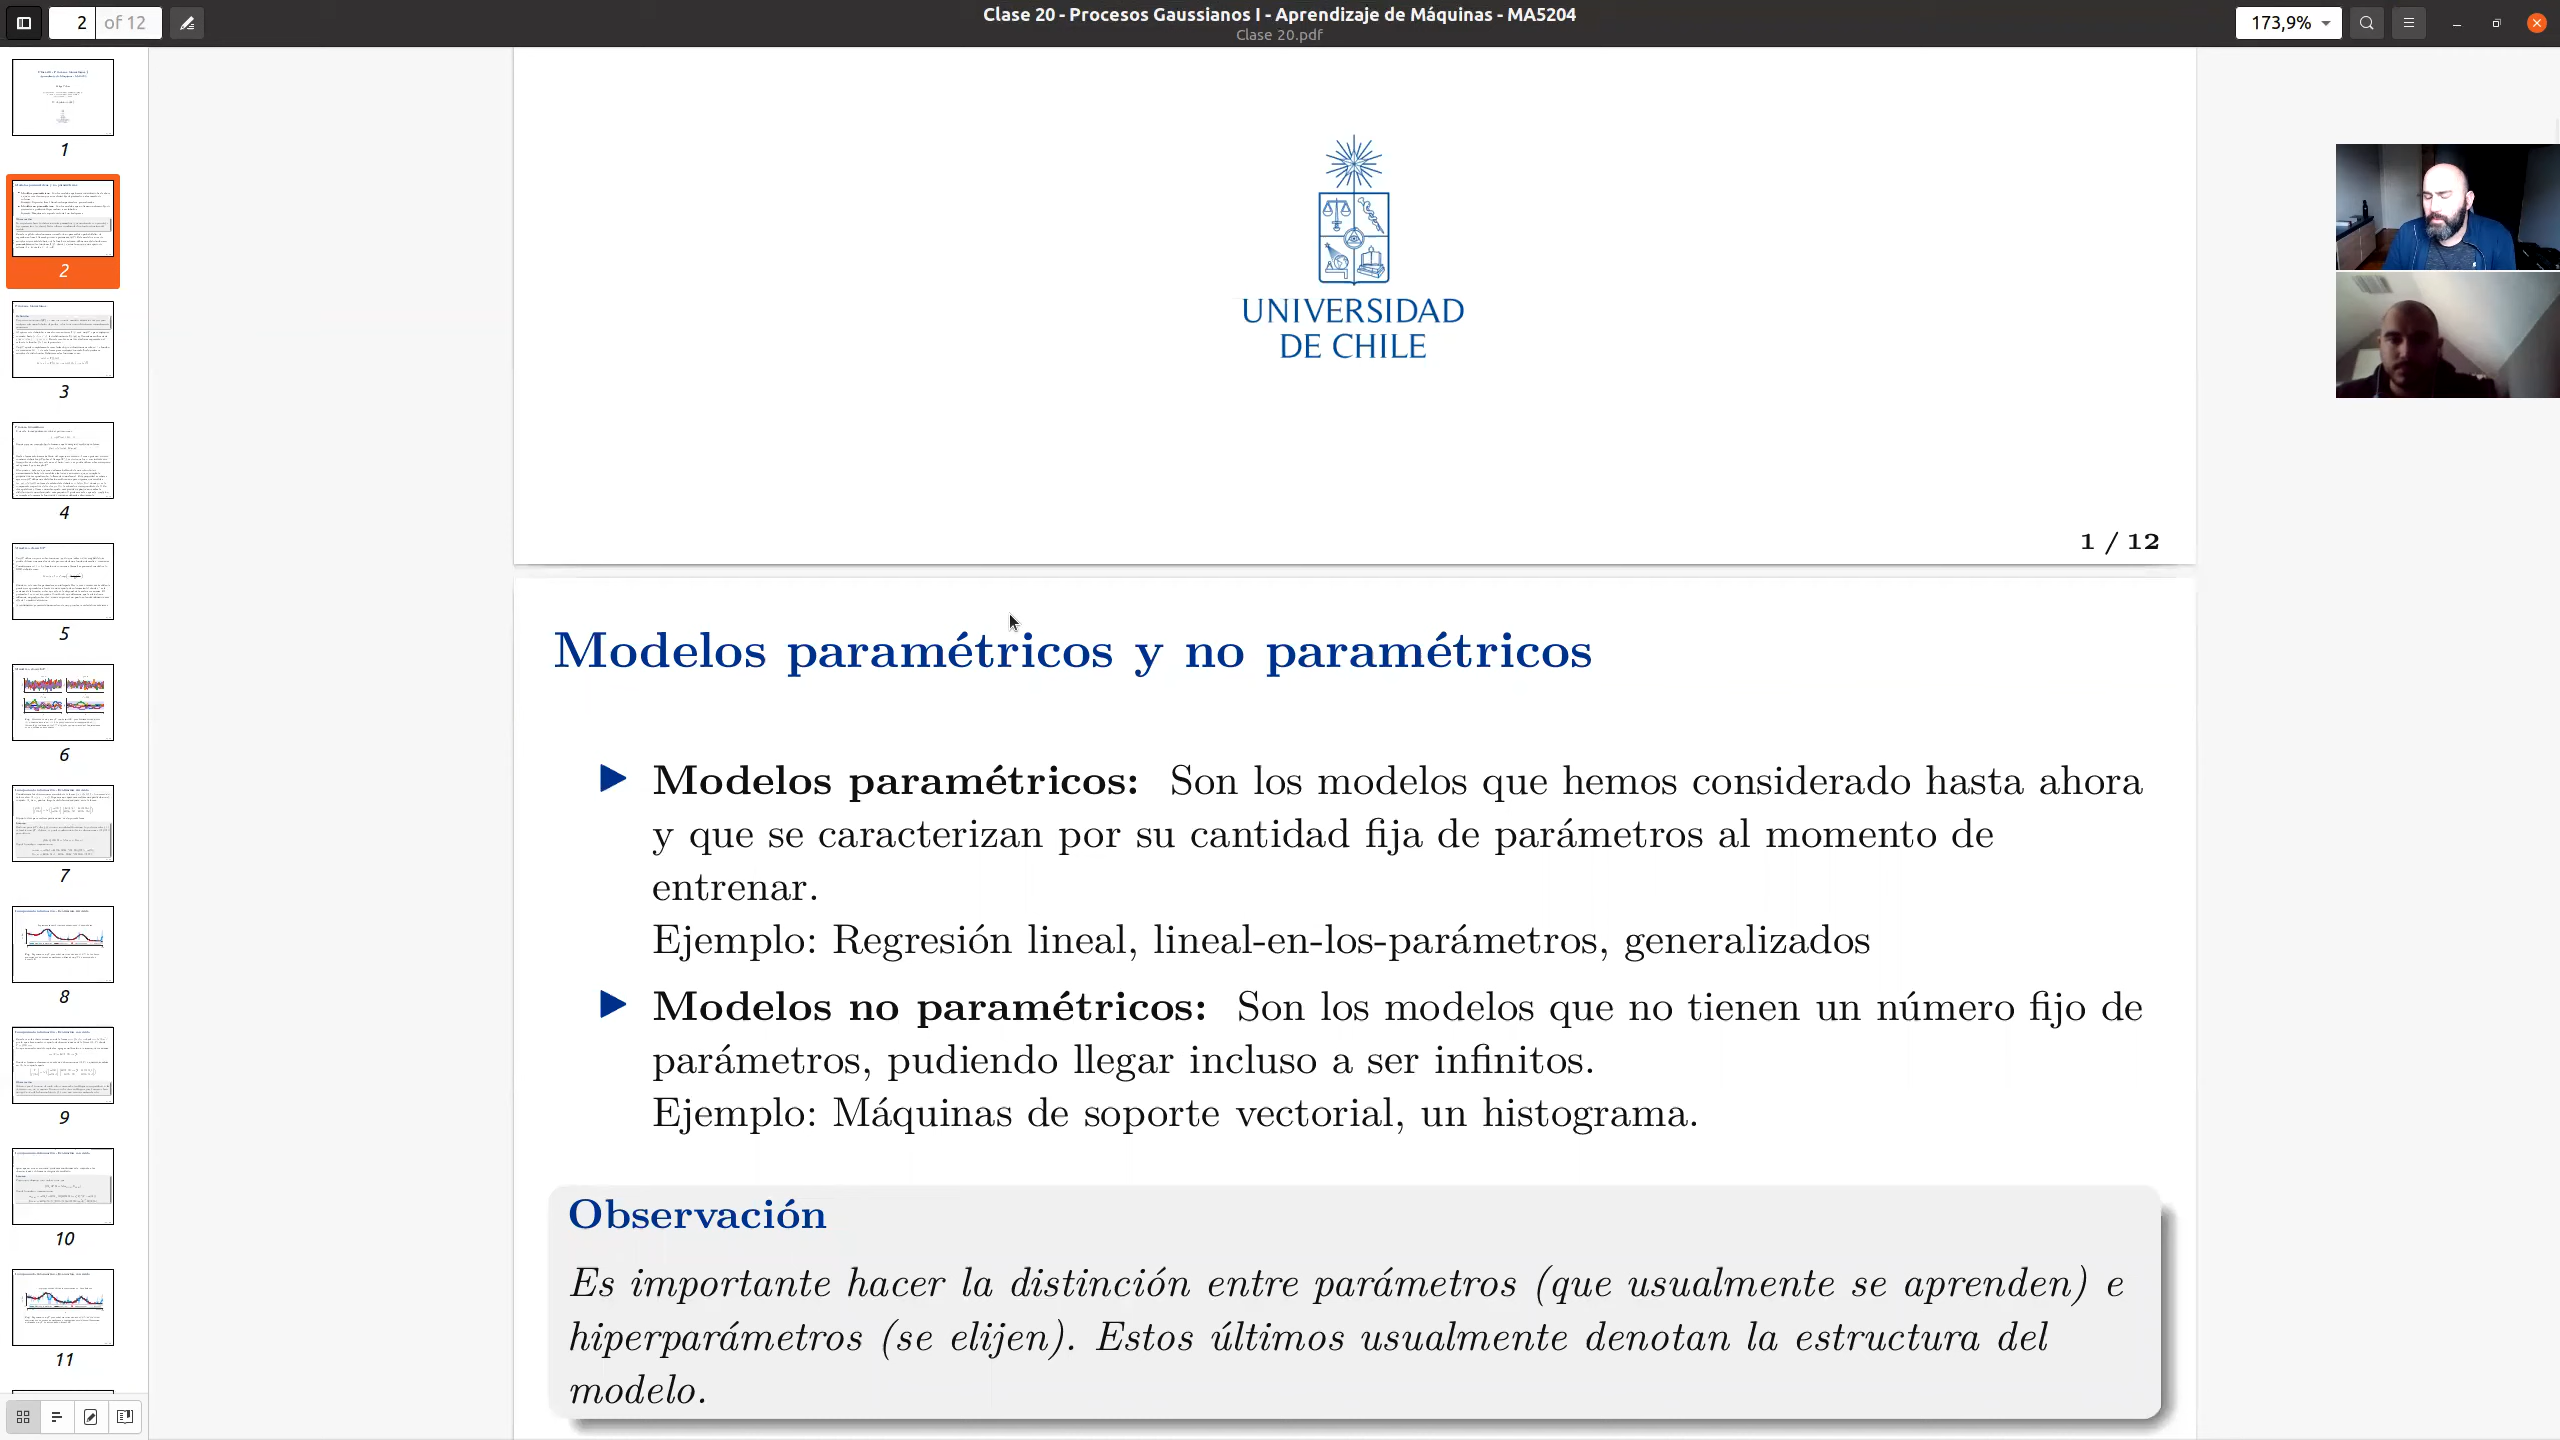 2 of 12
Clase 20 - Procesos Gaussianos I - Aprendizaje de Máquinas - MA5204
Clase 20.pdf
173,9%
1
2
3
4
5
6
7
8
9
10
11
UNIVERSIDAD
DE CHILE
1 / 12
Modelos paramétricos y no paramétricos
Modelos paramétricos: Son los modelos que hemos considerado hasta ahora
y que se caracterizan por su cantidad fija de parámetros al momento de
entrenar.
Ejemplo: Regresión lineal, lineal-en-los-parámetros, generalizados
Modelos no paramétricos: Son los modelos que no tienen un número fijo de
parámetros, pudiendo llegar incluso a ser infinitos.
Ejemplo: Máquinas de soporte vectorial, un histograma.
Observación
Es importante hacer la distinción entre parámetros (que usualmente se aprenden) e
hiperparámetros (se elijen). Estos últimos usualmente denotan la estructura del
modelo.